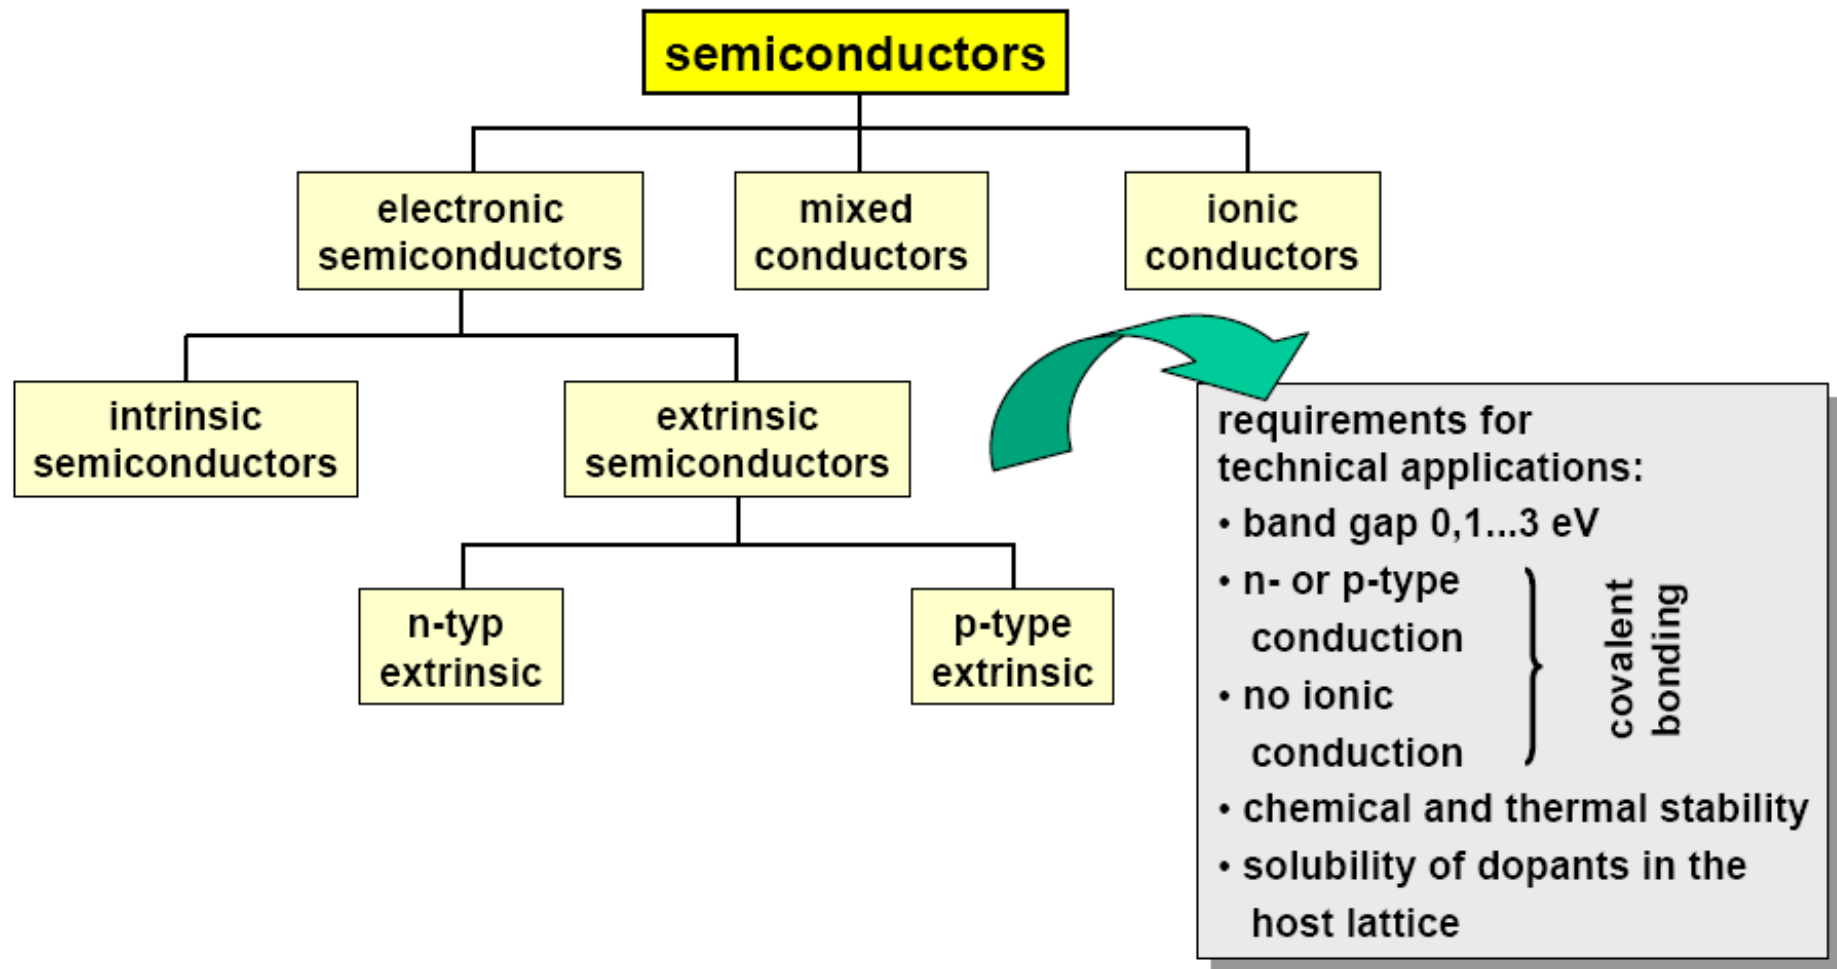 semiconductors
electronic
semiconductors
mixed
conductors
ionic
conductors
intrinsic
semiconductors
extrinsic
semiconductors
n-typ
extrinsic
p-type
extrinsic
requirements for
technical applications:
• band gap 0,1...3 eV
• n- or p-type
conduction
• no ionic
conduction
covalent
bonding
• chemical and thermal stability
• solubility of dopants in the
host lattice